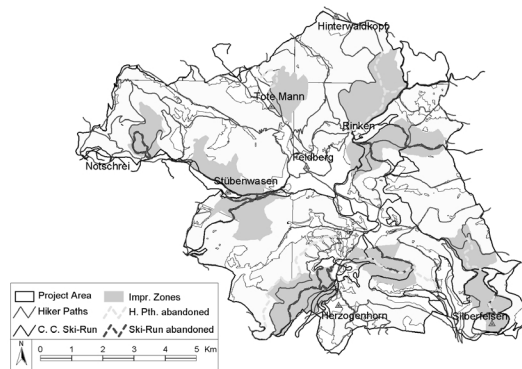 Hinterwaldkopf
Tote Mann
Rinken
Notschrei
Feldberg
Stübenwasen
Herzogenhorn
Silberfelsen
Project Area
Impr. Zones
Hiker Paths
H. Pth. abandoned
C. C. Ski-Run
Ski-Run abandoned
N
0 1 2 3 4 5 Km